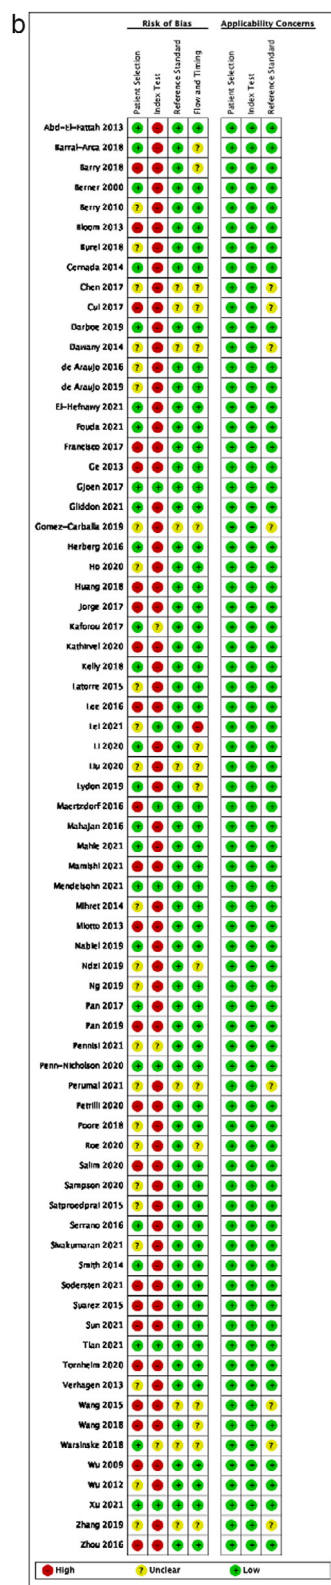 b
Risk of Bias Applicability Concerns
Patient Selection Index Test Reference Standard Flow and Timing Patient Selection Index Test Reference Standard
Abd-El-Fattah 2013 + - + + + + +
Barral-Arca 2018 + - + ? + + +
Barry 2018 - - + ? + + +
Berner 2000 + - + + + + +
Berry 2010 ? - + + + + +
Bloom 2013 - - + + + + +
Burel 2018 ? - + + + + +
Cernada 2014 + - + + + + +
Chen 2017 ? - ? ? + + ?
Cui 2017 - - ? ? + + ?
Darboe 2019 + - + + + + +
Dawany 2014 ? - ? ? + + ?
de Araujo 2016 ? - + + + + +
de Araujo 2019 ? - + + + + +
El-Hefnawy 2021 + - + + + + +
Fouda 2021 + - + + + + +
Francisco 2017 - - + + + + +
Ge 2013 - - + + + + +
Gjoen 2017 + + + + + + +
Gliddon 2021 + - + + + + +
Gomez-Carballa 2019 ? - ? ? + + ?
Herberg 2016 + - + + + + +
Ho 2020 ? - + + + + +
Huang 2018 - - + + + + +
Jorge 2017 - - + + + + +
Kaforou 2017 + ? + + + + +
Kathirvel 2020 - - + + + + +
Kelly 2018 + - + + + + +
Latorre 2015 ? - + + + + +
Lee 2016 - - + + + + +
Lei 2021 ? + + - + + +
Li 2020 + - + ? + + +
Liu 2020 ? - ? ? + + +
Lydon 2019 + - + ? + + +
Maertzdorf 2016 - + + + + + +
Mahajan 2016 + - + + + + +
Mahle 2021 + - + + + + +
Mamishi 2021 - - + + + + +
Mendelsohn 2021 + + + + + + +
Mihret 2014 ? - + + + + +
Miotto 2013 - - + + + + +
Nabiel 2019 + - + + + + +
Ndzi 2019 ? - + ? + + +
Ng 2019 ? - + + + + +
Pan 2017 + - + + + + +
Pan 2019 - - + + + + +
Pennisi 2021 ? ? + + + + +
Penn-Nicholson 2020 + + + + + + +
Perumal 2021 ? - ? ? + + ?
Petrilli 2020 - - + + + + +
Poore 2018 ? - + + + + +
Roe 2020 ? - + ? + + +
Salim 2020 - - + + + + +
Sampson 2020 ? - + + + + +
Satproedprai 2015 ? - + + + + +
Serrano 2016 + - + + + + +
Sivakumaran 2021 ? - + + + + +
Smith 2014 + - + + + + +
Sodersten 2021 - - + + + + +
Suarez 2015 - - + + + + +
Sun 2021 - - + + + + +
Tian 2021 + + + + + + +
Tornheim 2020 - - + + + + +
Verhagen 2013 ? - + + + + +
Wang 2015 - - ? ? + + ?
Wang 2018 - - + ? + + +
Warsinske 2018 + ? ? ? + + ?
Wu 2009 - - + + + + +
Wu 2012 ? - + + + + +
Xu 2021 + + + + + + +
Zhang 2019 ? - ? ? + + ?
Zhou 2016 - - + + + + +
- High ? Unclear + Low